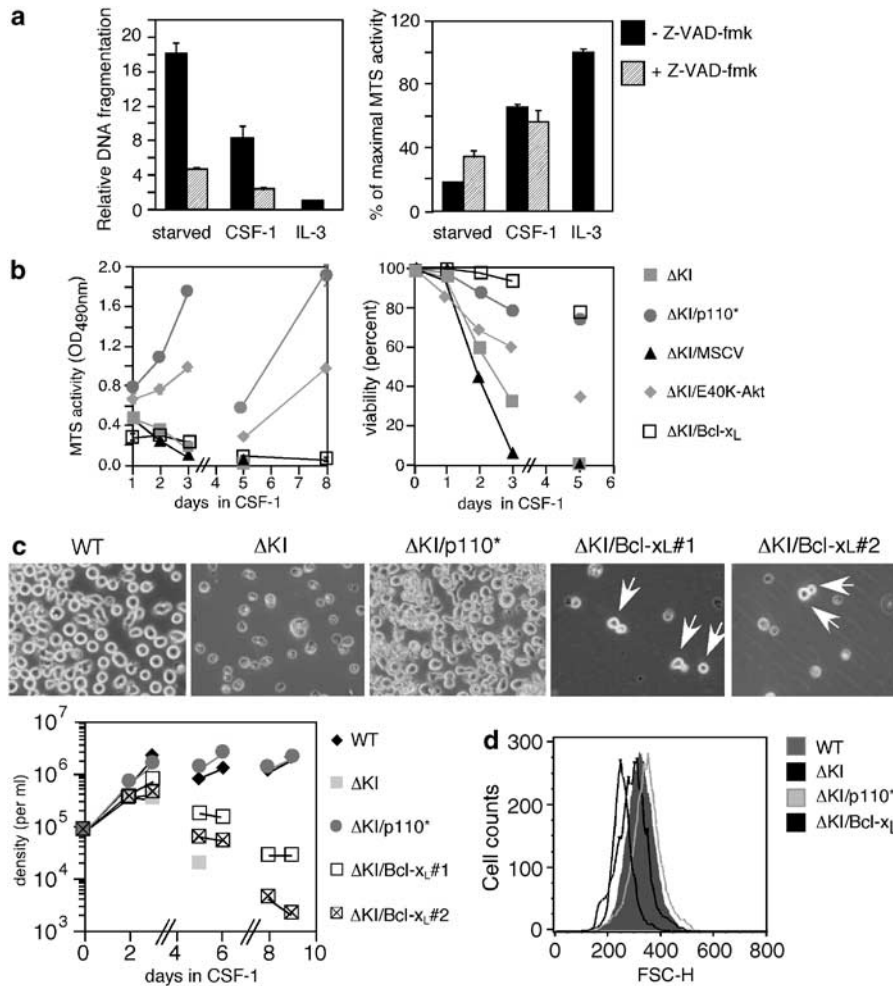 a
Relative DNA fragmentation
20
16
12
8
4
0
starved CSF-1 IL-3
% of maximal MTS activity
120
80
40
0
starved CSF-1 IL-3
- Z-VAD-fmk
+ Z-VAD-fmk
b
MTS activity (OD490nm)
2.0
1.6
1.2
0.8
0.4
0.0
1 2 3 4 5 6 7 8
days in CSF-1
viability (percent)
100
80
60
40
20
0
0 1 2 3 4 5 6
days in CSF-1
ΔKI
ΔKI/p110*
ΔKI/MSCV
ΔKI/E40K-Akt
ΔKI/Bcl-xL
c
WT ΔKI ΔKI/p110* ΔKI/Bcl-xL#1 ΔKI/Bcl-xL#2
density (per ml)
10^7
10^6
10^5
10^4
10^3
0 2 4 6 8 10
days in CSF-1
WT
ΔKI
ΔKI/p110*
ΔKI/Bcl-xL#1
ΔKI/Bcl-xL#2
d
Cell counts
300
200
100
0
0 200 400 600 800
FSC-H
WT
ΔKI
ΔKI/p110*
ΔKI/Bcl-xL